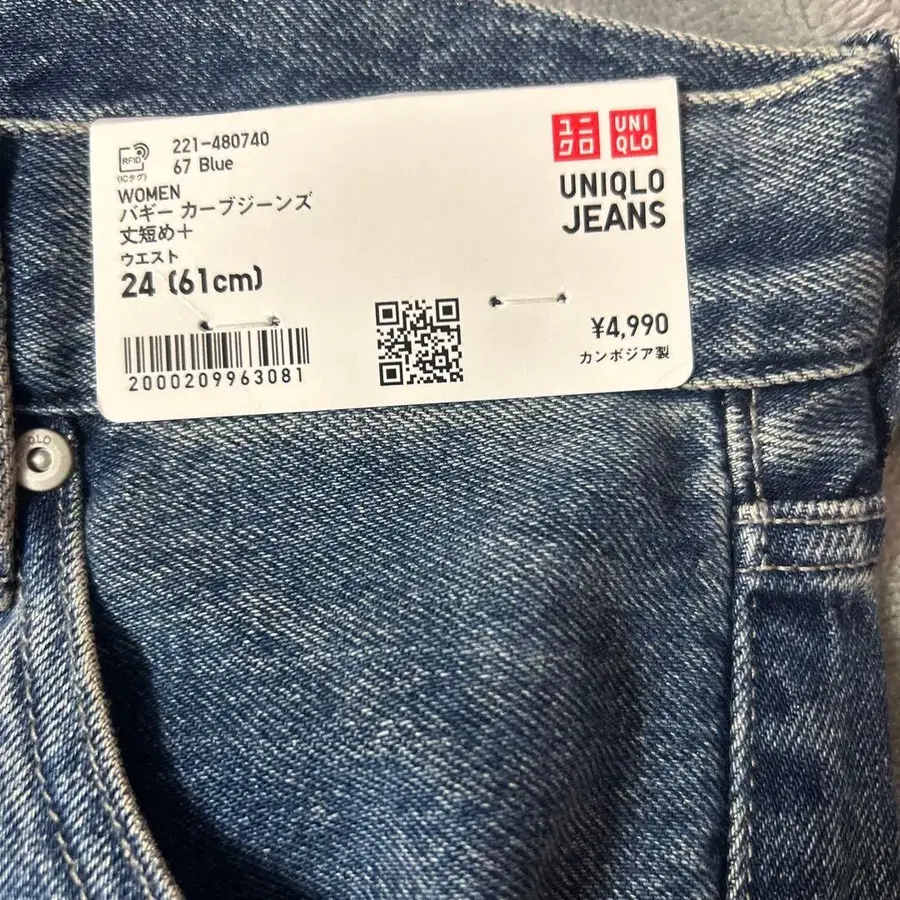 RFID
(ICタグ)
221-480740
67 Blue
WOMEN
バギー カーブジーンズ
丈短め+
ウエスト
24 (61cm)
2000209963081
ユニクロ
UNIQLO
UNIQLO
JEANS
¥4,990
カンボジア製
QLO